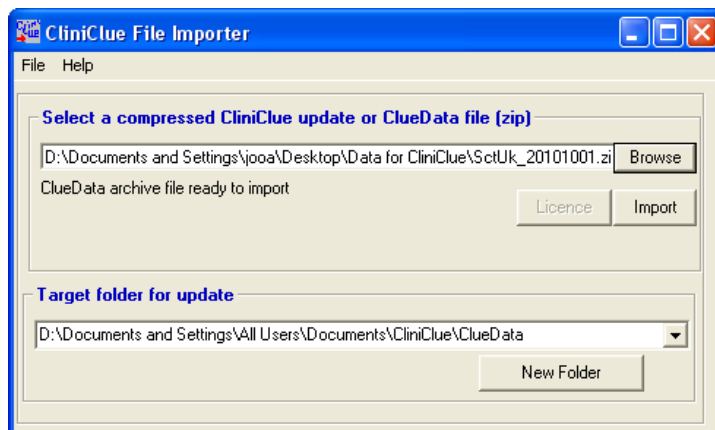 CliniClue File Importer
File Help
Select a compressed CliniClue update or ClueData file (zip)
D:\Documents and Settings\jooa\Desktop\Data for CliniClue\SctUk_20101001.zi Browse
ClueData archive file ready to import
Licence Import
Target folder for update
D:\Documents and Settings\All Users\Documents\CliniClue\ClueData
New Folder